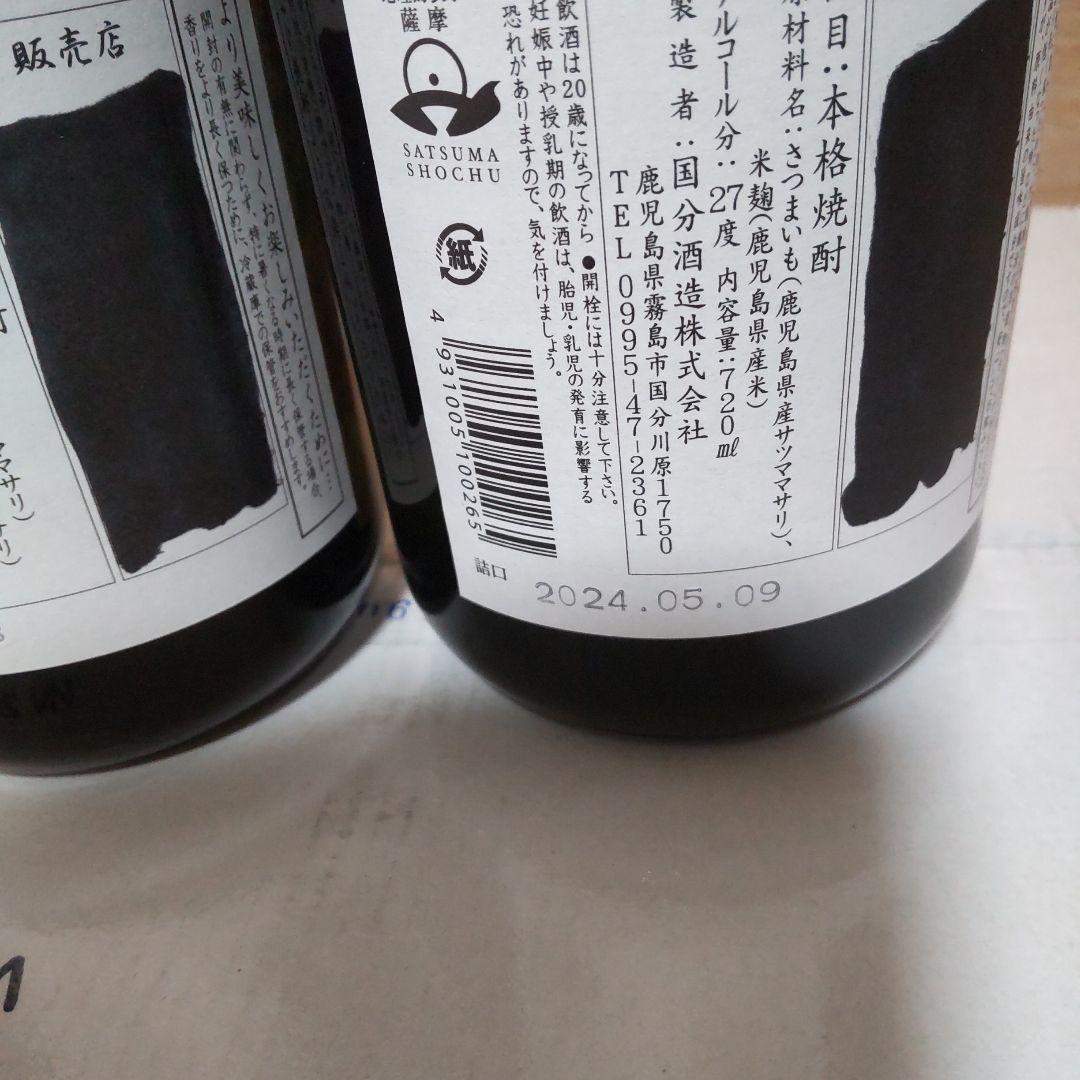 目:本格焼酎
材料名:さつまいも(鹿児島県産サツママサリ)、
米麹(鹿児島県産米)
ルコール分:27度 内容量:720ml
製造者:国分酒造株式会社
鹿児島県霧島市国分川原1750
TEL 0995-47-2361
飲酒は20歳になってから ●開栓には十分注意して下さい。
妊娠中や授乳期の飲酒は、胎児・乳児の発育に影響する
恐れがありますので、気を付けましょう。
薩摩
SATSUMA
SHOCHU
紙
4 931005 100265
詰口
2024.05.09
販売店
より美味しくお楽しみいただくために…
開封の有無に関わらず、特に暑くなる時期に長く保管する場合、
香りをより長く保つために、冷蔵庫での保管をおすすめします。
ママサリ)
サリ)